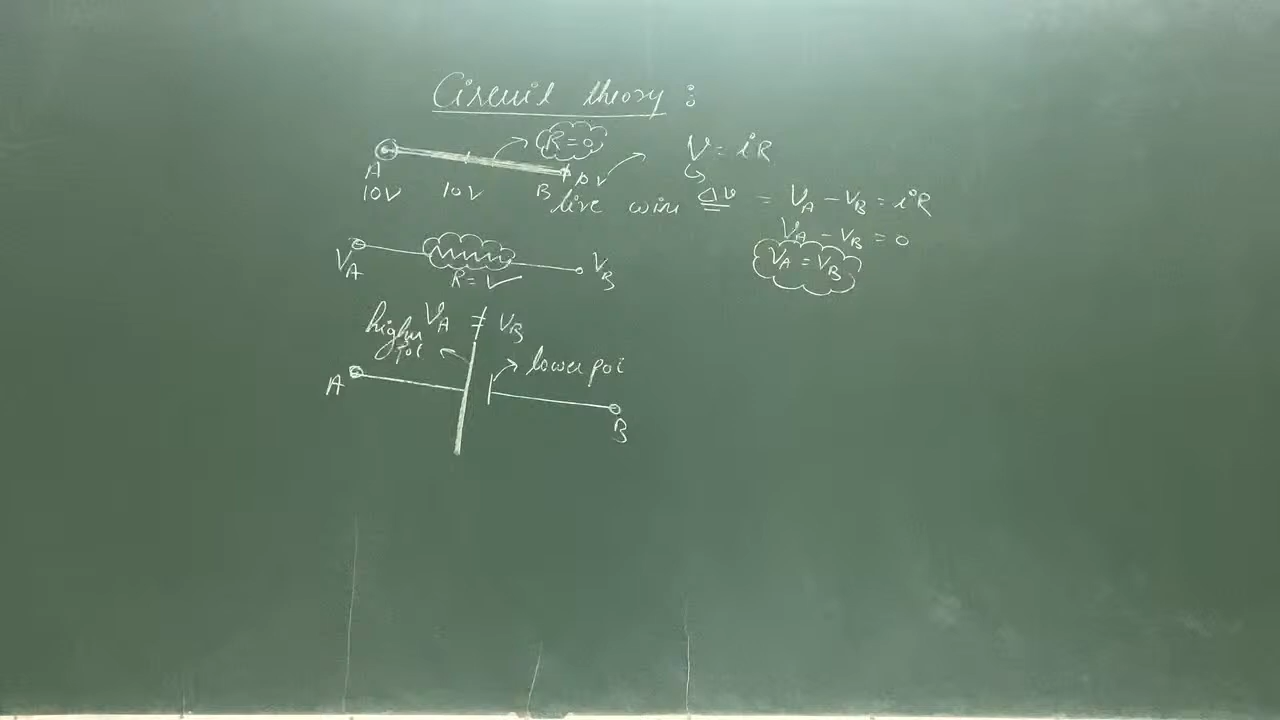 Circuit theory :
R=0
V = iR
A
B
10V
10V
10V
live wire
ΔV = V_A - V_B = iR
V_A - V_B = 0
V_A = V_B
V_A
V_B
R = ✓
V_A ≠ V_B
higher pot
lower pot
A
B